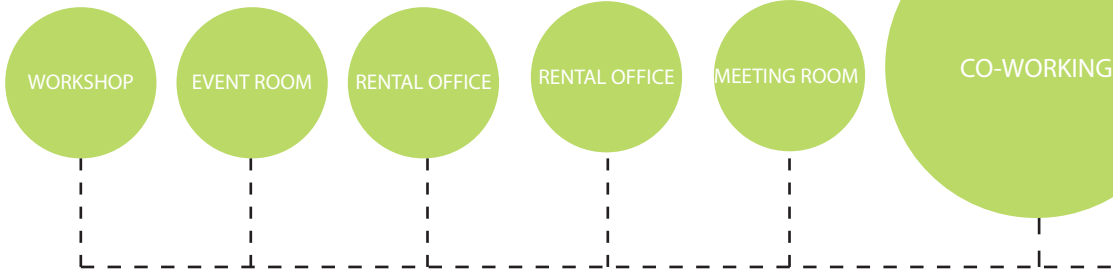 WORKSHOP
EVENT ROOM
RENTAL OFFICE
RENTAL OFFICE
MEETING ROOM
CO-WORKING